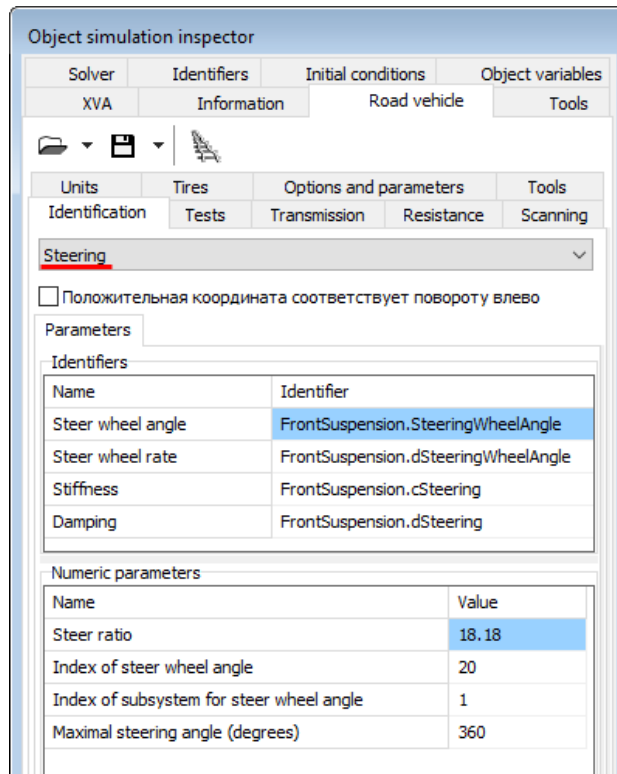 Object simulation inspector
Solver Identifiers Initial conditions Object variables
XVA Information Road vehicle Tools
Units Tires Options and parameters Tools
Identification Tests Transmission Resistance Scanning
Steering
Положительная координата соответствует повороту влево
Parameters
Identifiers
Name Identifier
Steer wheel angle FrontSuspension.SteeringWheelAngle
Steer wheel rate FrontSuspension.dSteeringWheelAngle
Stiffness FrontSuspension.cSteering
Damping FrontSuspension.dSteering
Numeric parameters
Name Value
Steer ratio 18.18
Index of steer wheel angle 20
Index of subsystem for steer wheel angle 1
Maximal steering angle (degrees) 360